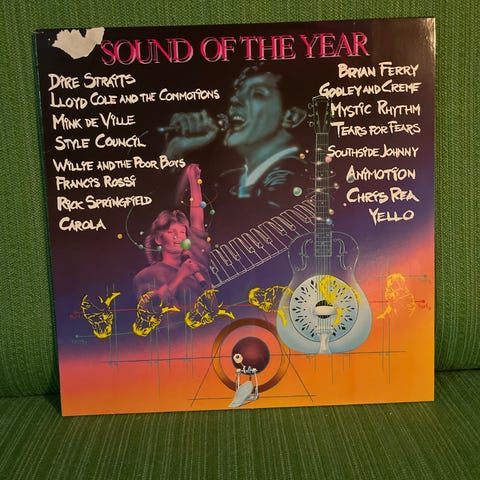 SOUND OF THE YEAR
DIRE STRAITS
LLOYD COLE AND THE COMMOTIONS
MINK DE VILLE
STYLE COUNCIL
WILLIE AND THE POOR BOYS
FRANCIS ROSSI
RICK SPRINGFIELD
CAROLA
BRYAN FERRY
GODLEY AND CREME
MYSTIC RHYTHM
TEARS FOR FEARS
SOUTHSIDE JOHNNY
ANIMOTION
CHRIS REA
YELLO